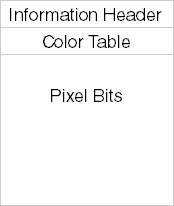 Information Header
Color Table
Pixel Bits